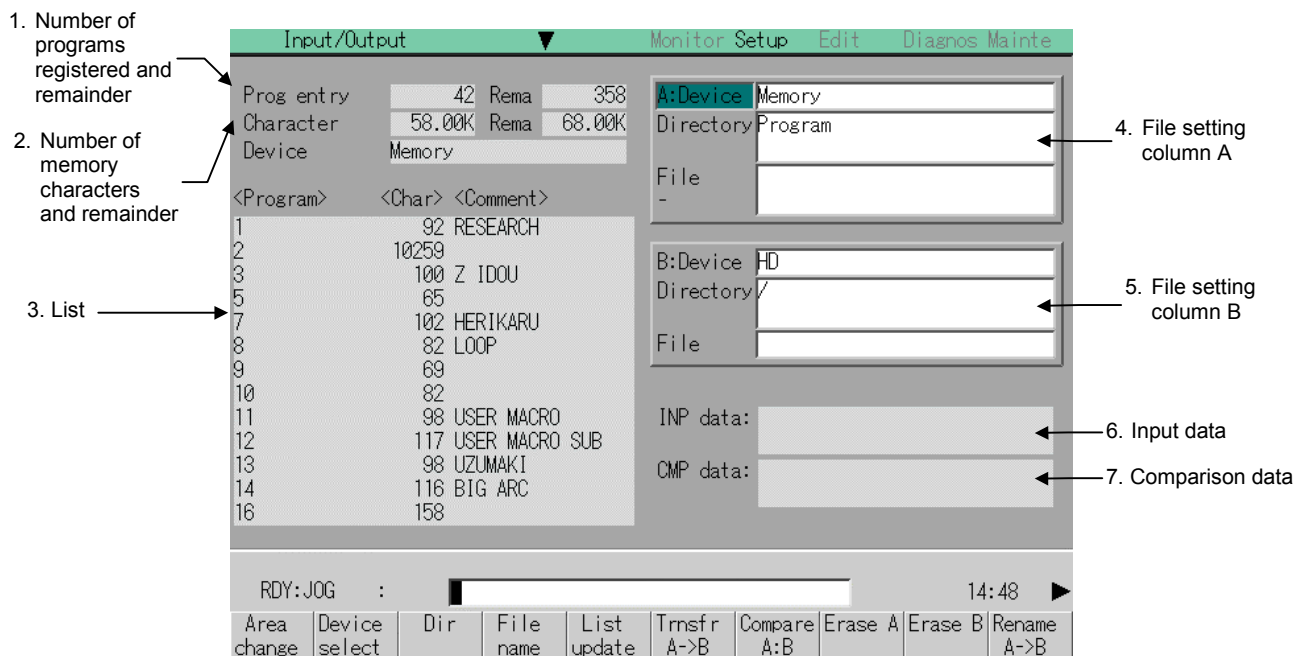 1. Number of
programs
registered and
remainder
2. Number of
memory
characters
and remainder
3. List
Input/Output ▼ Monitor Setup Edit Diagnos Mainte
Prog entry 42 Rema 358
Character 58.00K Rema 68.00K
Device Memory
<Program> <Char> <Comment>
1 92 RESEARCH
2 10259
3 100 Z IDOU
5 65
7 102 HERIKARU
8 82 LOOP
9 69
10 82
11 98 USER MACRO
12 117 USER MACRO SUB
13 98 UZUMAKI
14 116 BIG ARC
16 158
A:Device Memory
Directory Program
File
-
B:Device HD
Directory /
File
INP data:
CMP data:
4. File setting
column A
5. File setting
column B
6. Input data
7. Comparison data
RDY:JOG : 14:48 ▶
Area change Device select Dir File name List update Trnsfr A->B Compare A:B Erase A Erase B Rename A->B